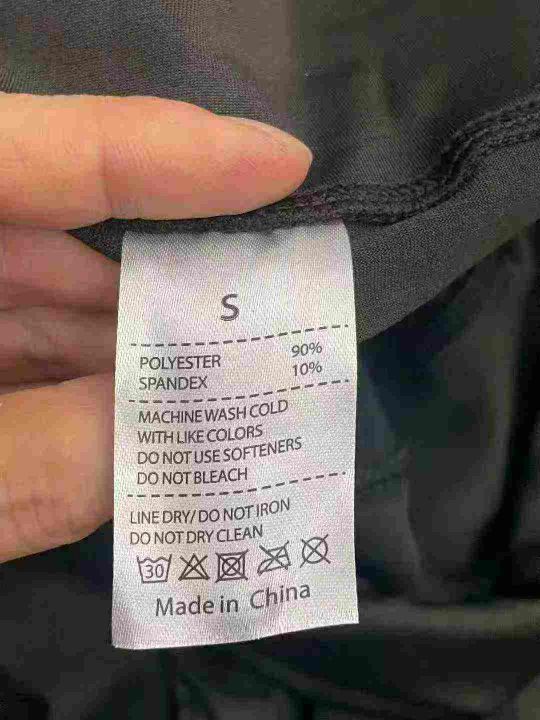 S
POLYESTER 90%
SPANDEX 10%
MACHINE WASH COLD
WITH LIKE COLORS
DO NOT USE SOFTENERS
DO NOT BLEACH
LINE DRY/DO NOT IRON
DO NOT DRY CLEAN
30
Made in China